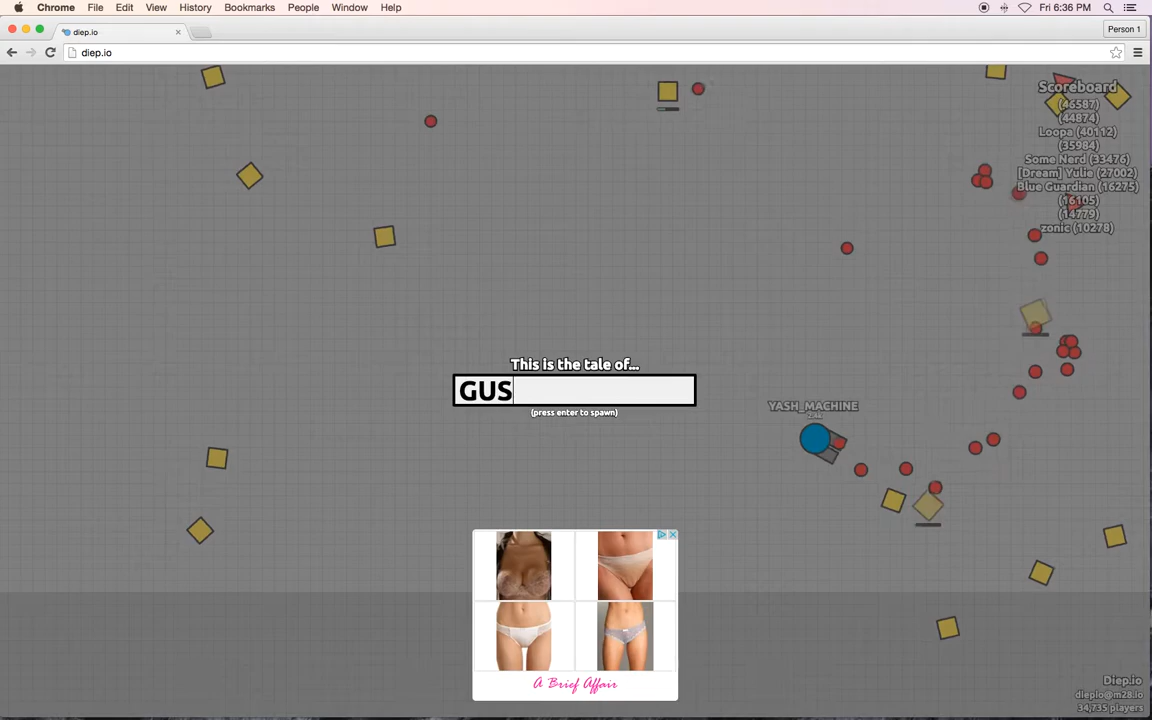 Chrome File Edit View History Bookmarks People Window Help Fri 6:36 PM
diep.io Person 1
diep.io
Scoreboard
(46587)
(44874)
Loopa (40112)
(35984)
Some Nerd (33476)
[Dream] Yulie (27002)
Blue Guardian (16275)
(16105)
(14779)
zonic (10278)
This is the tale of...
GUS
(press enter to spawn)
YASH_MACHINE
A Brief Affair
Diep.io
diepio@m28.io
34,735 players